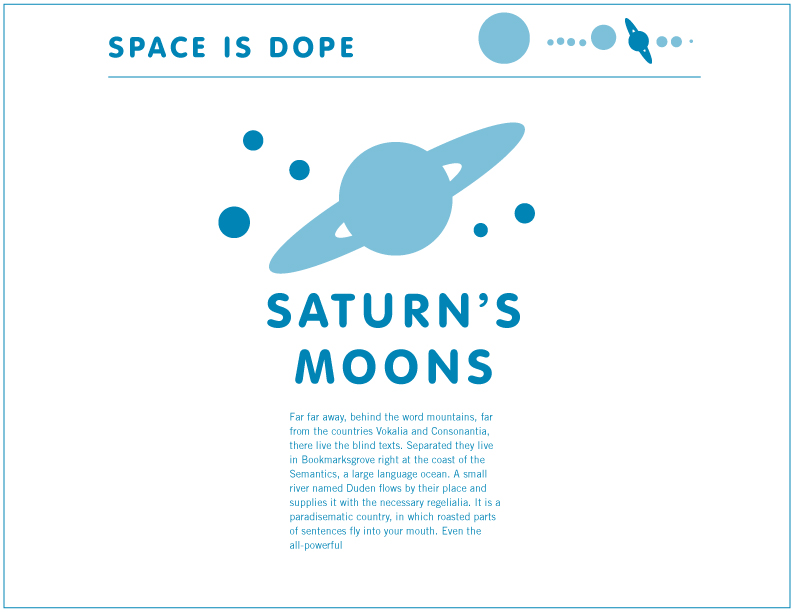 SPACE IS DOPE
SATURN’S
MOONS
Far far away, behind the word mountains, far
from the countries Vokalia and Consonantia,
there live the blind texts. Separated they live
in Bookmarksgrove right at the coast of the
Semantics, a large language ocean. A small
river named Duden flows by their place and
supplies it with the necessary regelialia. It is a
paradisematic country, in which roasted parts
of sentences fly into your mouth. Even the
all-powerful